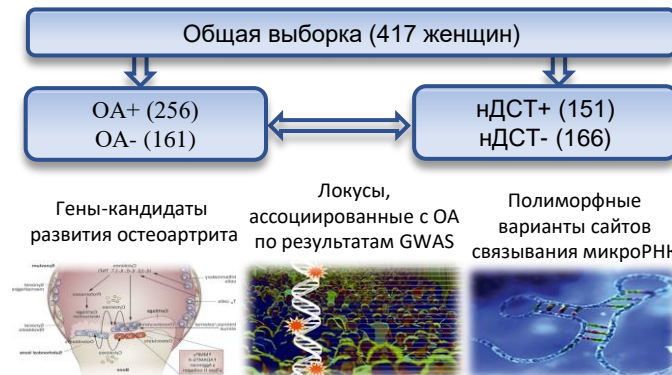 Общая выборка (417 женщин)
ОА+ (256)
ОА- (161)
нДСТ+ (151)
нДСТ- (166)
Гены-кандидаты
развития остеоартрита
Локусы,
ассоциированные с ОА
по результатам GWAS
Полиморфные
варианты сайтов
связывания микроРНК